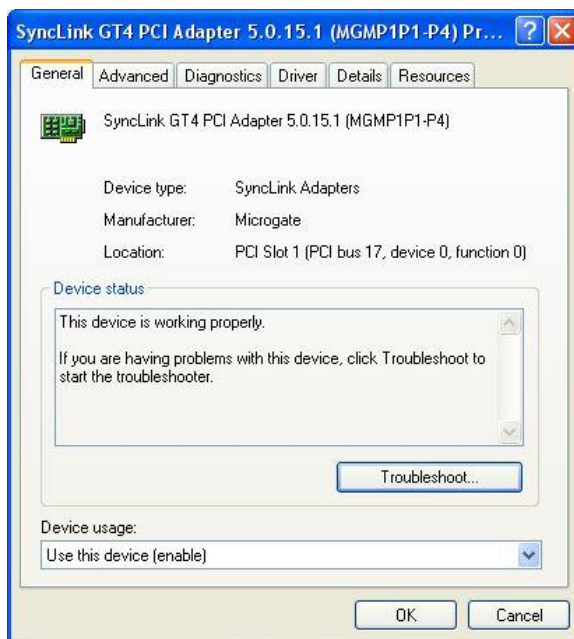 SyncLink GT4 PCI Adapter 5.0.15.1 (MGMP1P1-P4) Pr...
General Advanced Diagnostics Driver Details Resources
SyncLink GT4 PCI Adapter 5.0.15.1 (MGMP1P1-P4)
Device type: SyncLink Adapters
Manufacturer: Microgate
Location: PCI Slot 1 (PCI bus 17, device 0, function 0)
Device status
This device is working properly.
If you are having problems with this device, click Troubleshoot to
start the troubleshooter.
Troubleshoot...
Device usage:
Use this device (enable)
OK Cancel